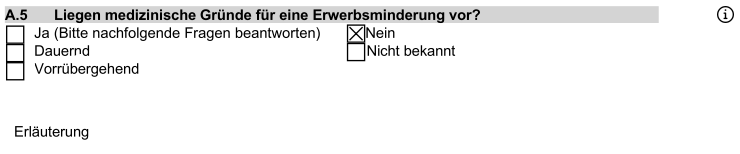 A.5 Liegen medizinische Gründe für eine Erwerbsminderung vor?
Ja (Bitte nachfolgende Fragen beantworten) Nein
Dauernd Nicht bekannt
Vorrübergehend
Erläuterung